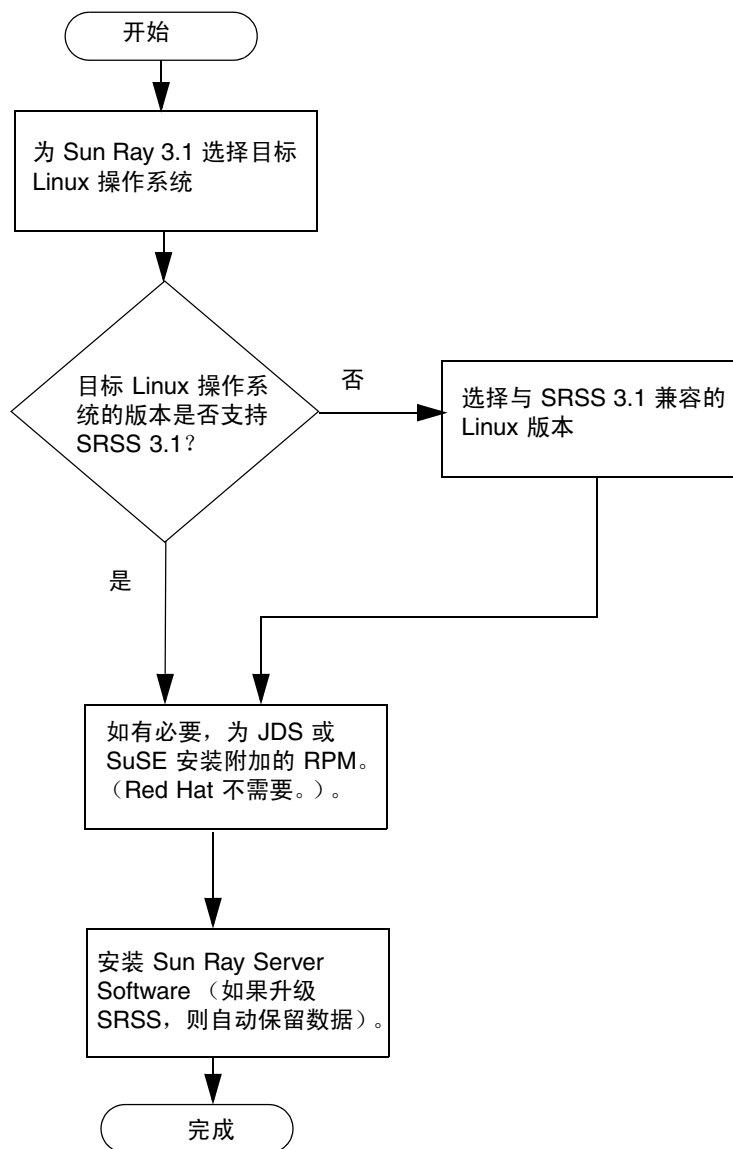 开始
为 Sun Ray 3.1 选择目标
Linux 操作系统
目标 Linux 操作系
统的版本是否支持
SRSS 3.1？
否
选择与 SRSS 3.1 兼容的
Linux 版本
是
如有必要，为 JDS 或
SuSE 安装附加的 RPM。
（Red Hat 不需要。）。
安装 Sun Ray Server
Software （如果升级
SRSS，则自动保留数据）。
完成